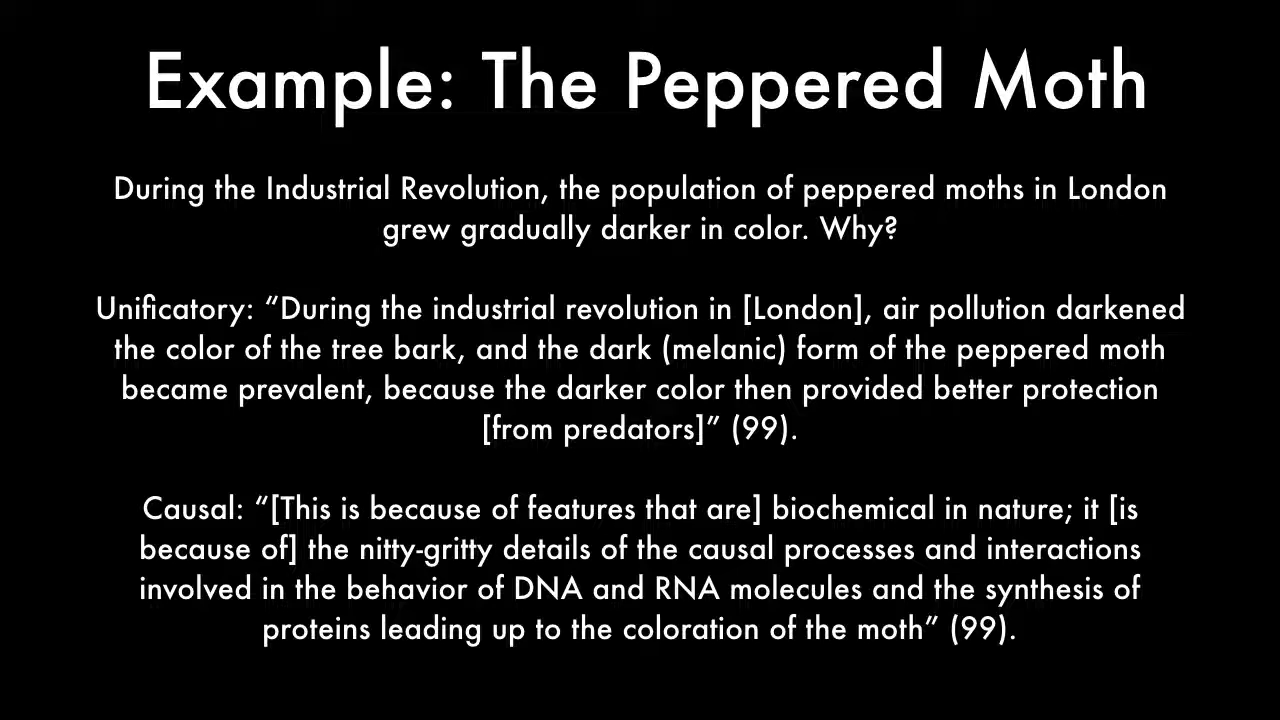 Example: The Peppered Moth
During the Industrial Revolution, the population of peppered moths in London
grew gradually darker in color. Why?
Unificatory: “During the industrial revolution in [London], air pollution darkened
the color of the tree bark, and the dark (melanic) form of the peppered moth
became prevalent, because the darker color then provided better protection
[from predators]” (99).
Causal: “[This is because of features that are] biochemical in nature; it [is
because of] the nitty-gritty details of the causal processes and interactions
involved in the behavior of DNA and RNA molecules and the synthesis of
proteins leading up to the coloration of the moth” (99).